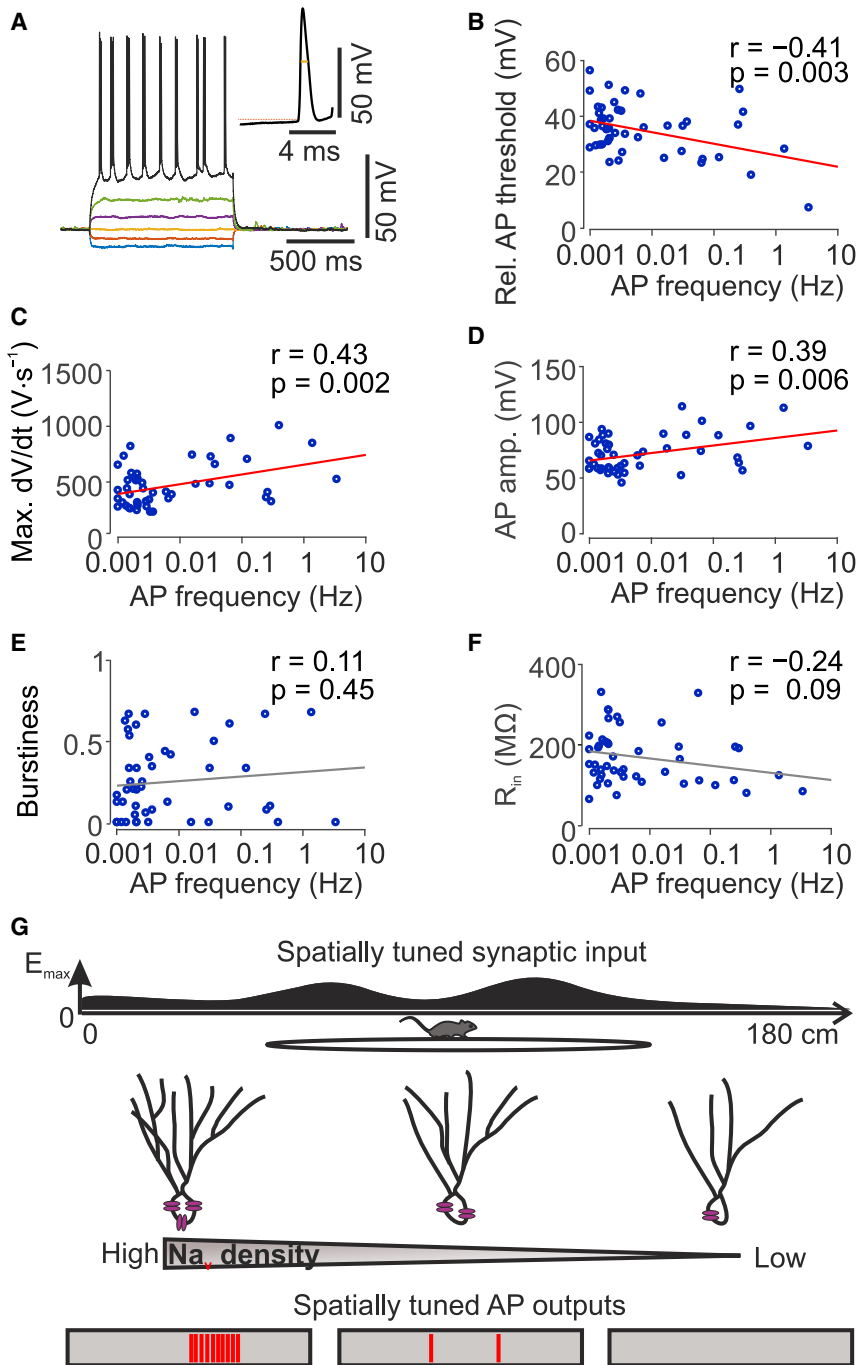 A
50 mV
4 ms
50 mV
500 ms
B
Rel. AP threshold (mV)
60
40
20
0
r = −0.41
p = 0.003
0.001 0.01 0.1 1 10
AP frequency (Hz)
C
Max. dV/dt (V·s⁻¹)
1500
1000
500
0
r = 0.43
p = 0.002
0.001 0.01 0.1 1 10
AP frequency (Hz)
D
AP amp. (mV)
150
100
50
0
r = 0.39
p = 0.006
0.001 0.01 0.1 1 10
AP frequency (Hz)
E
Burstiness
1
0.5
0
r = 0.11
p = 0.45
0.001 0.01 0.1 1 10
AP frequency (Hz)
F
R_in (MΩ)
400
200
0
r = −0.24
p = 0.09
0.001 0.01 0.1 1 10
AP frequency (Hz)
G
Spatially tuned synaptic input
E_max
0
0
180 cm
High
Na_v density
Low
Spatially tuned AP outputs